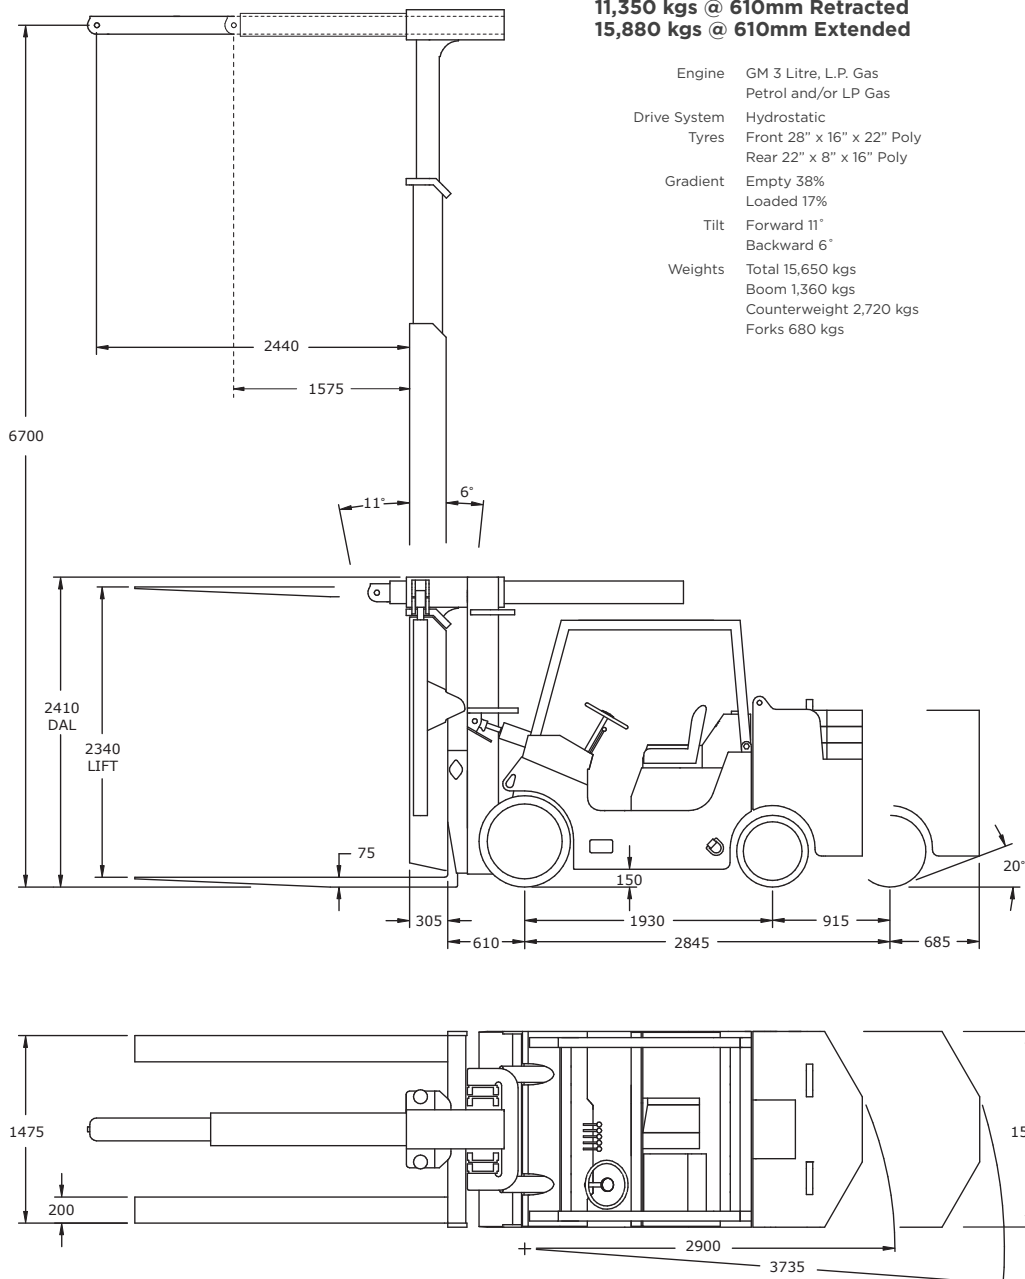 11,350 kgs @ 610mm Retracted
15,880 kgs @ 610mm Extended
Engine GM 3 Litre, L.P. Gas
Petrol and/or LP Gas
Drive System Hydrostatic
Tyres Front 28” x 16” x 22” Poly
Rear 22” x 8” x 16” Poly
Gradient Empty 38%
Loaded 17%
Tilt Forward 11˚
Backward 6˚
Weights Total 15,650 kgs
Boom 1,360 kgs
Counterweight 2,720 kgs
Forks 680 kgs
2440
1575
6700
11˚
6˚
2410
DAL
2340
LIFT
75
150
20˚
305
1930
915
610
2845
685
1475
200
2900
3735